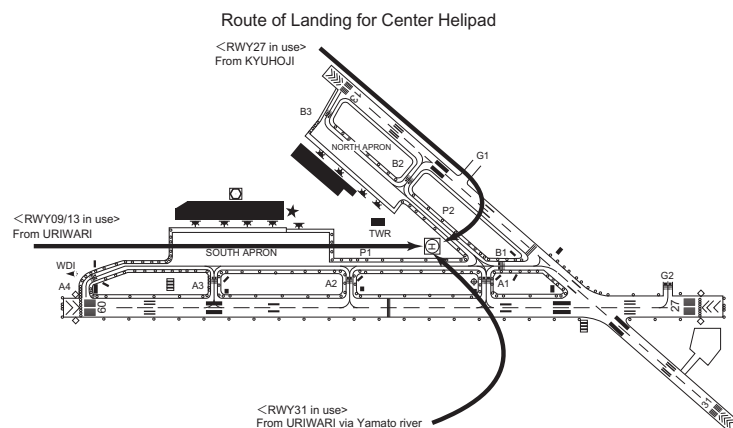 Route of Landing for Center Helipad
<RWY27 in use>
From KYUHOJI
13
B3
NORTH APRON
G1
B2
P2
<RWY09/13 in use>
From URIWARI
TWR
H
SOUTH APRON
P1
B1
WDI
G2
A4
A3
A2
A1
09
27
31
<RWY31 in use>
From URIWARI via Yamato river